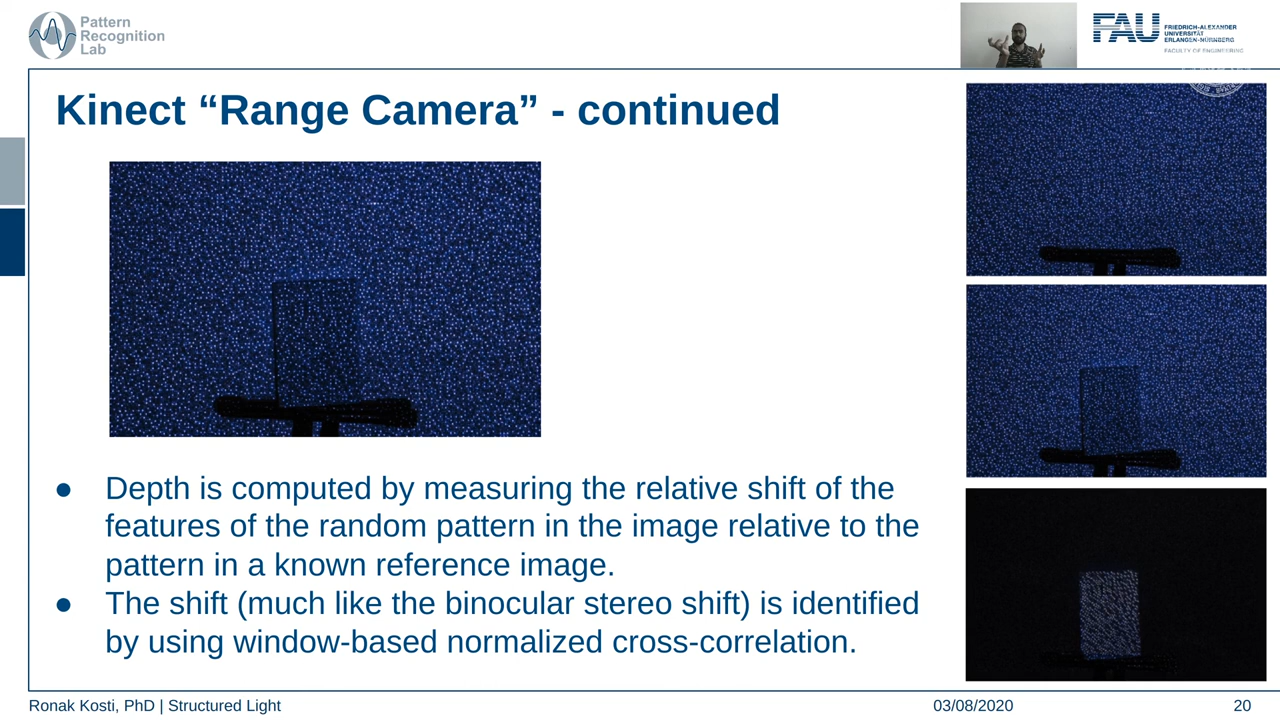 Pattern
Recognition
Lab
FAU
FRIEDRICH-ALEXANDER
UNIVERSITÄT
ERLANGEN-NÜRNBERG
FACULTY OF ENGINEERING
Kinect “Range Camera” - continued
● Depth is computed by measuring the relative shift of the
features of the random pattern in the image relative to the
pattern in a known reference image.
● The shift (much like the binocular stereo shift) is identified
by using window-based normalized cross-correlation.
Ronak Kosti, PhD | Structured Light
03/08/2020
20